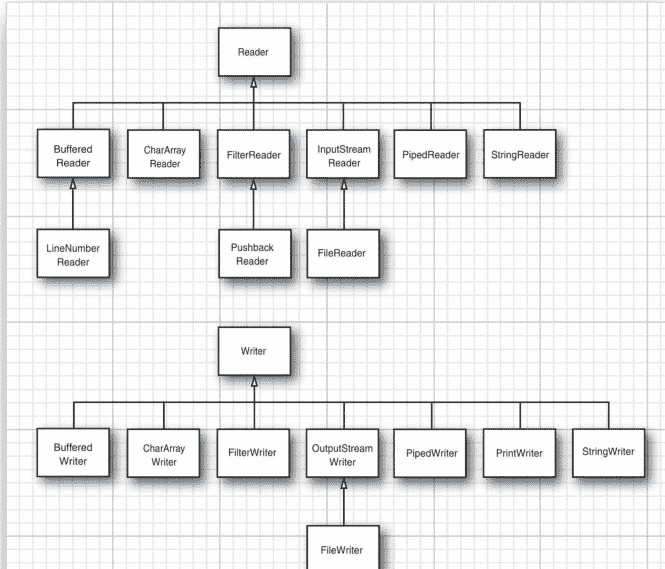 Reader
Buffered
Reader
CharArray
Reader
FilterReader
InputStream
Reader
PipedReader
StringReader
LineNumber
Reader
Pushback
Reader
FileReader
Writer
Buffered
Writer
CharArray
Writer
FilterWriter
OutputStream
Writer
PipedWriter
PrintWriter
StringWriter
FileWriter